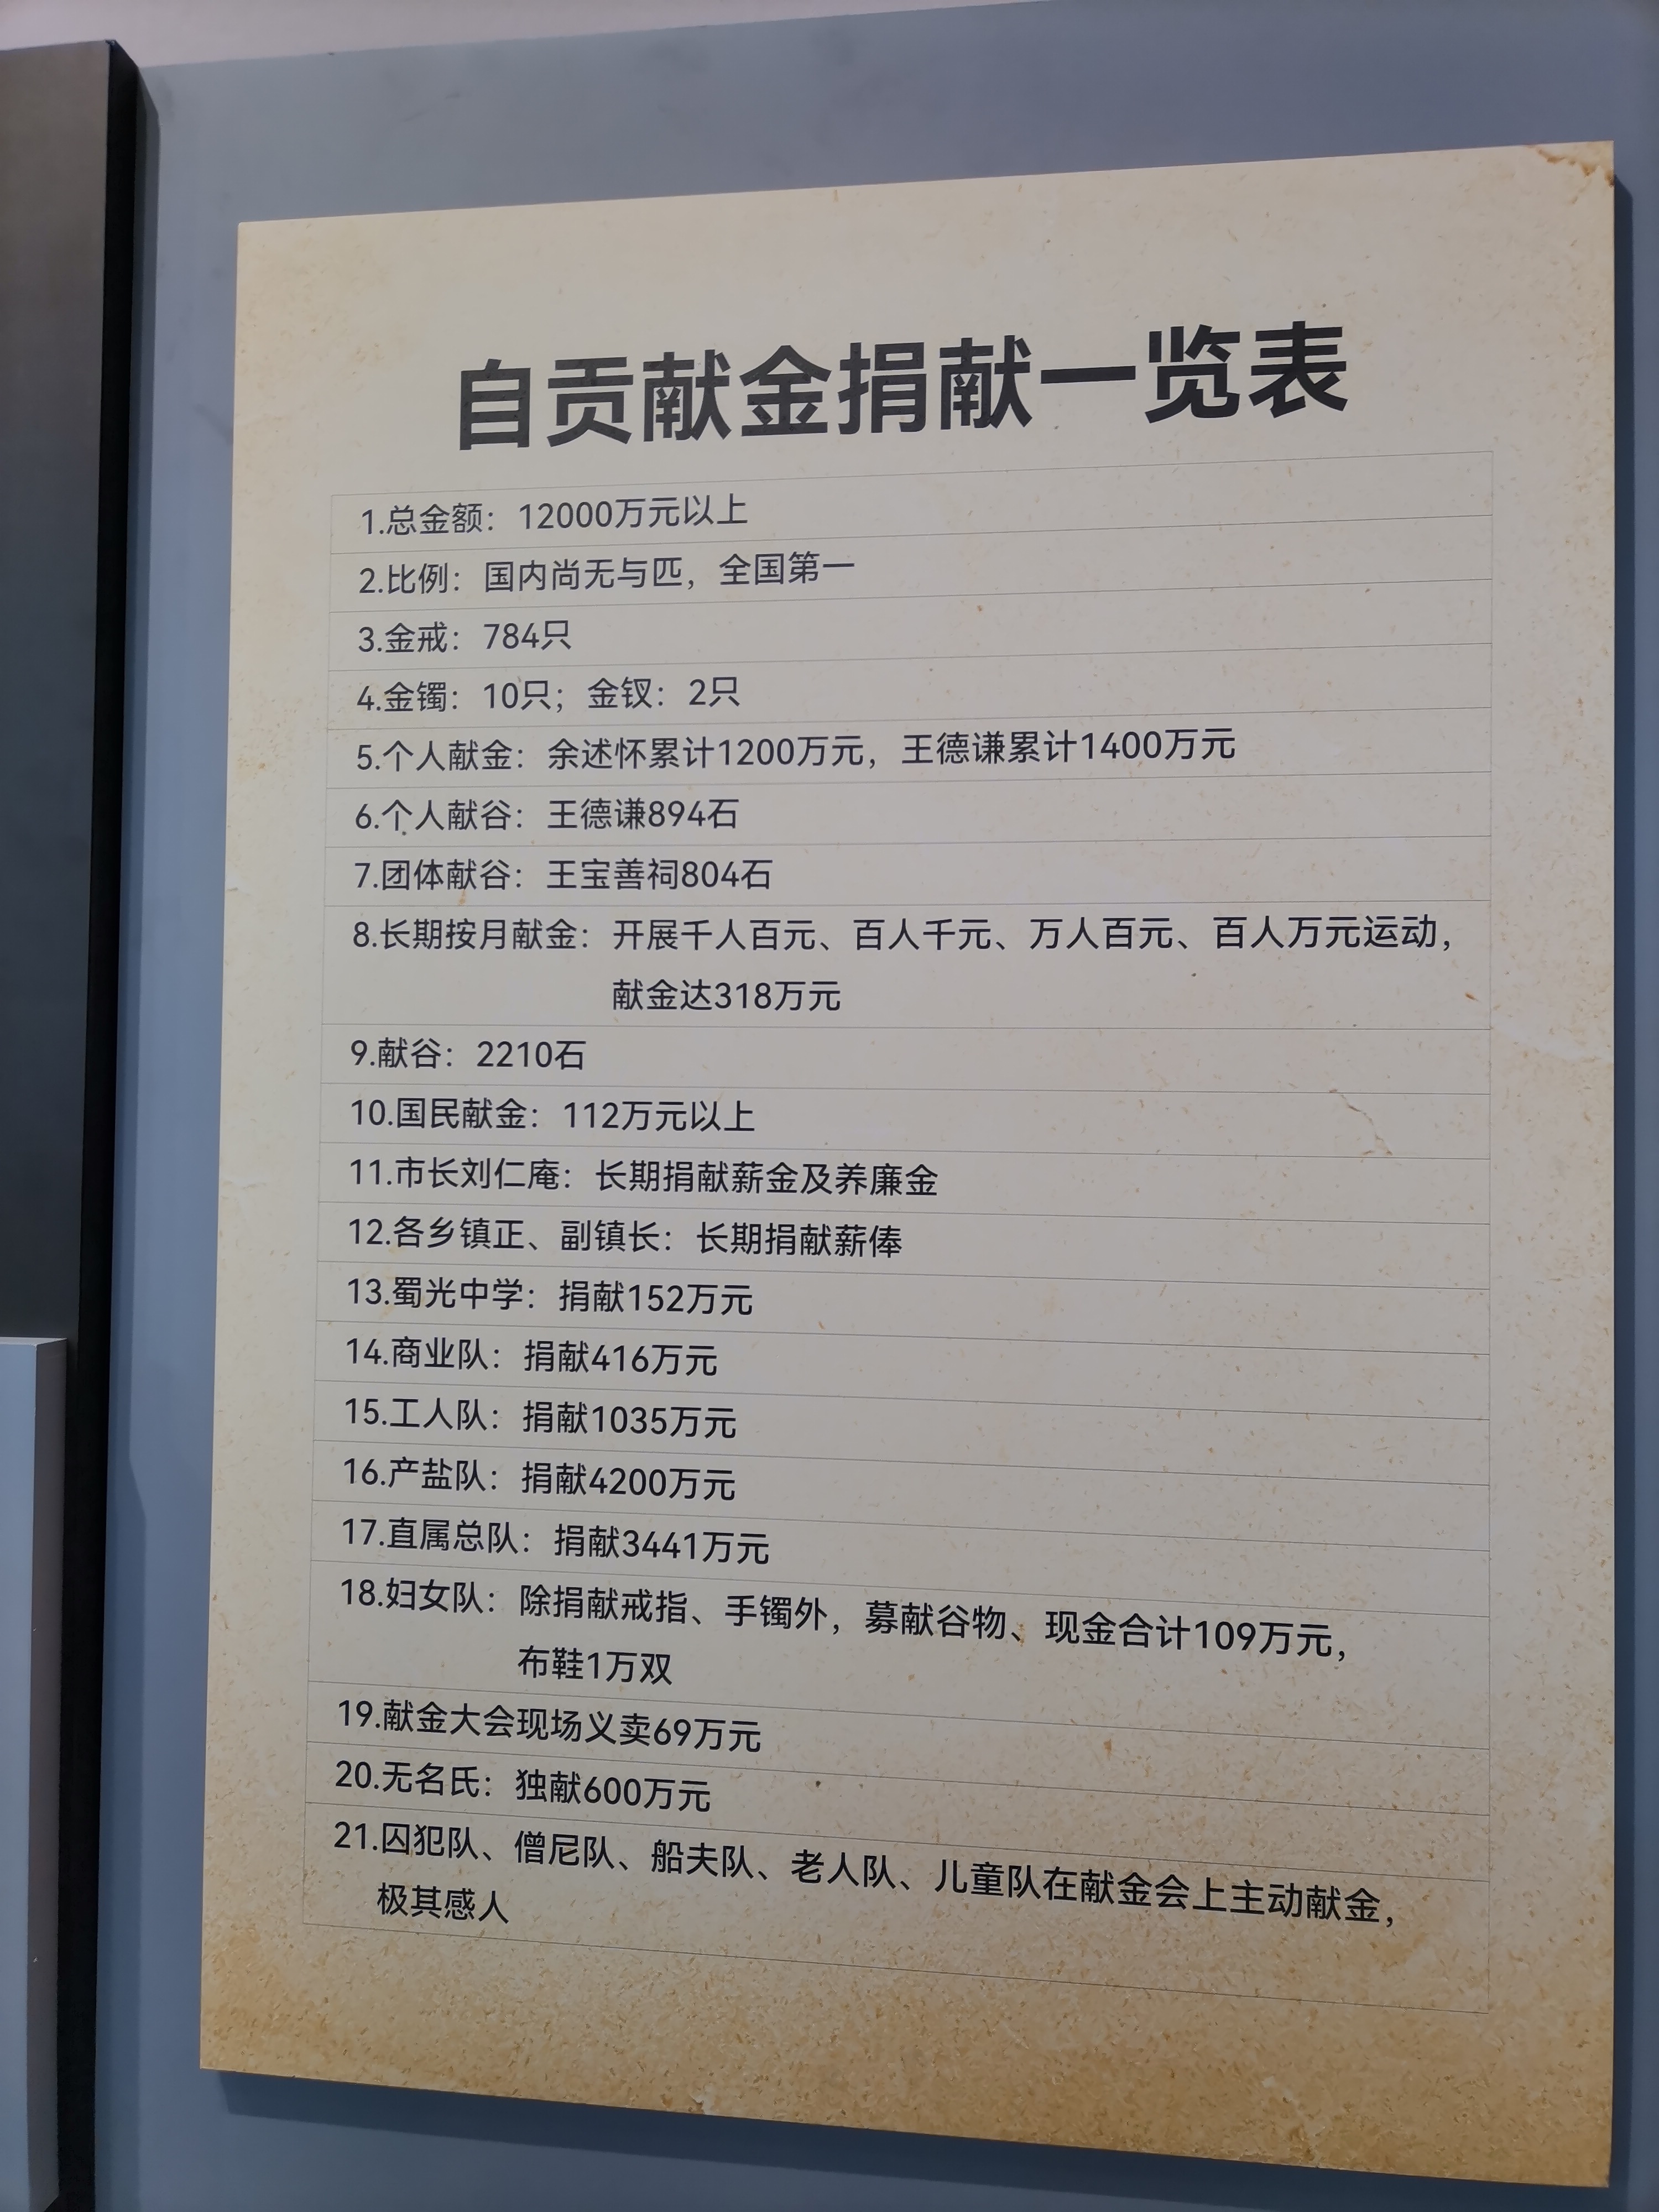 自贡献金捐献一览表
1.总金额：12000万元以上
2.比例：国内尚无与匹，全国第一
3.金戒：784只
4.金镯：10只；金钗：2只
5.个人献金：余述怀累计1200万元，王德谦累计1400万元
6.个人献谷：王德谦894石
7.团体献谷：王宝善祠804石
8.长期按月献金：开展千人百元、百人千元、万人百元、百人万元运动，
献金达318万元
9.献谷：2210石
10.国民献金：112万元以上
11.市长刘仁庵：长期捐献薪金及养廉金
12.各乡镇正、副镇长：长期捐献薪俸
13.蜀光中学：捐献152万元
14.商业队：捐献416万元
15.工人队：捐献1035万元
16.产盐队：捐献4200万元
17.直属总队：捐献3441万元
18.妇女队：除捐献戒指、手镯外，募献谷物、现金合计109万元，
布鞋1万双
19.献金大会现场义卖69万元
20.无名氏：独献600万元
21.囚犯队、僧尼队、船夫队、老人队、儿童队在献金会上主动献金，
极其感人